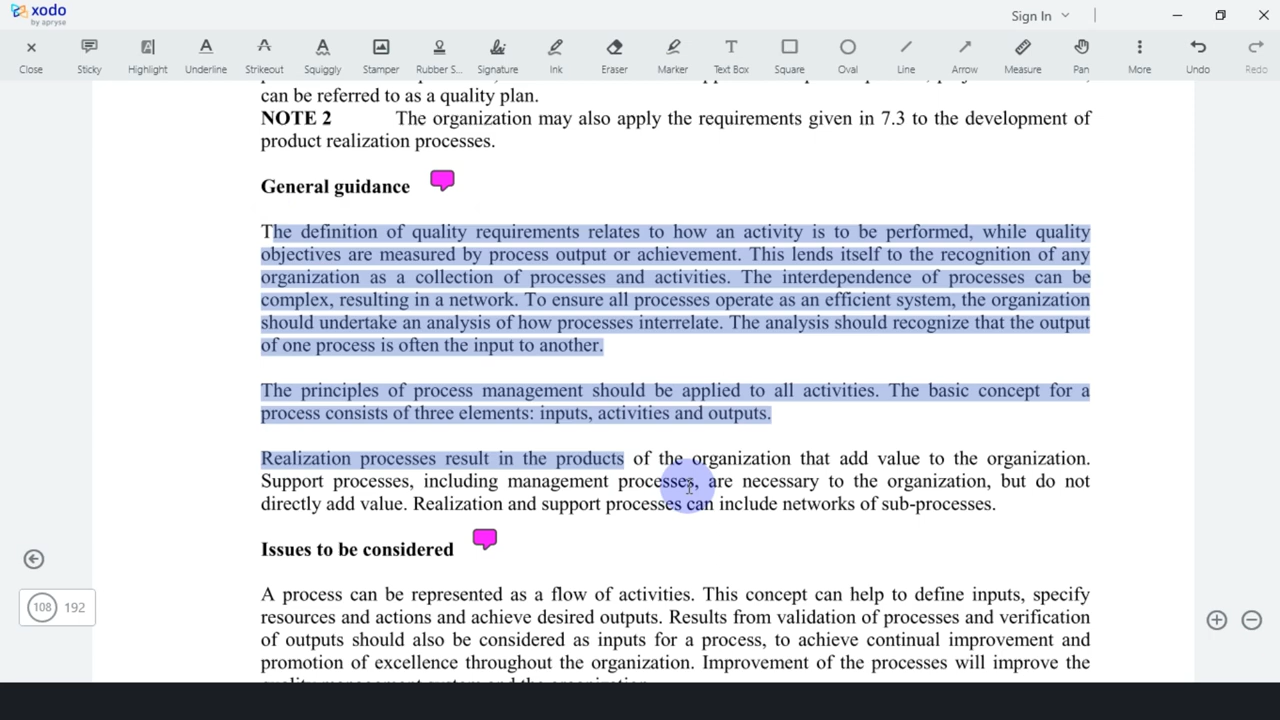 xodo
by apryse
Sign In
Close
Sticky
Highlight
Underline
Strikeout
Squiggly
Stamper
Rubber S...
Signature
Ink
Eraser
Marker
Text Box
Square
Oval
Line
Arrow
Measure
Pan
More
Undo
Redo
can be referred to as a quality plan.
NOTE 2 The organization may also apply the requirements given in 7.3 to the development of
product realization processes.
General guidance
The definition of quality requirements relates to how an activity is to be performed, while quality
objectives are measured by process output or achievement. This lends itself to the recognition of any
organization as a collection of processes and activities. The interdependence of processes can be
complex, resulting in a network. To ensure all processes operate as an efficient system, the organization
should undertake an analysis of how processes interrelate. The analysis should recognize that the output
of one process is often the input to another.
The principles of process management should be applied to all activities. The basic concept for a
process consists of three elements: inputs, activities and outputs.
Realization processes result in the products of the organization that add value to the organization.
Support processes, including management processes, are necessary to the organization, but do not
directly add value. Realization and support processes can include networks of sub-processes.
Issues to be considered
A process can be represented as a flow of activities. This concept can help to define inputs, specify
resources and actions and achieve desired outputs. Results from validation of processes and verification
of outputs should also be considered as inputs for a process, to achieve continual improvement and
promotion of excellence throughout the organization. Improvement of the processes will improve the
108 192